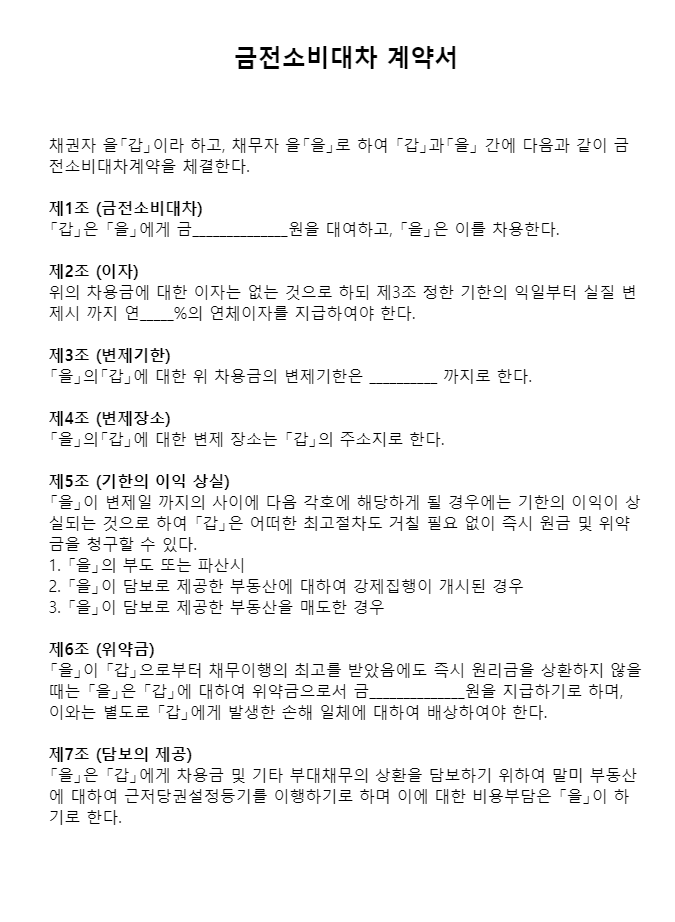 금전소비대차 계약서
채권자 을「갑」이라 하고, 채무자 을「을」로 하여 「갑」과「을」 간에 다음과 같이 금
전소비대차계약을 체결한다.
제1조 (금전소비대차)
「갑」은 「을」에게 금______________원을 대여하고, 「을」은 이를 차용한다.
제2조 (이자)
위의 차용금에 대한 이자는 없는 것으로 하되 제3조 정한 기한의 익일부터 실질 변
제시 까지 연_____%의 연체이자를 지급하여야 한다.
제3조 (변제기한)
「을」의「갑」에 대한 위 차용금의 변제기한은 __________ 까지로 한다.
제4조 (변제장소)
「을」의「갑」에 대한 변제 장소는 「갑」의 주소지로 한다.
제5조 (기한의 이익 상실)
「을」이 변제일 까지의 사이에 다음 각호에 해당하게 될 경우에는 기한의 이익이 상
실되는 것으로 하여 「갑」은 어떠한 최고절차도 거칠 필요 없이 즉시 원금 및 위약
금을 청구할 수 있다.
1. 「을」의 부도 또는 파산시
2. 「을」이 담보로 제공한 부동산에 대하여 강제집행이 개시된 경우
3. 「을」이 담보로 제공한 부동산을 매도한 경우
제6조 (위약금)
「을」이 「갑」으로부터 채무이행의 최고를 받았음에도 즉시 원리금을 상환하지 않을
때는 「을」은 「갑」에 대하여 위약금으로서 금______________원을 지급하기로 하며,
이와는 별도로 「갑」에게 발생한 손해 일체에 대하여 배상하여야 한다.
제7조 (담보의 제공)
「을」은 「갑」에게 차용금 및 기타 부대채무의 상환을 담보하기 위하여 말미 부동산
에 대하여 근저당권설정등기를 이행하기로 하며 이에 대한 비용부담은 「을」이 하
기로 한다.